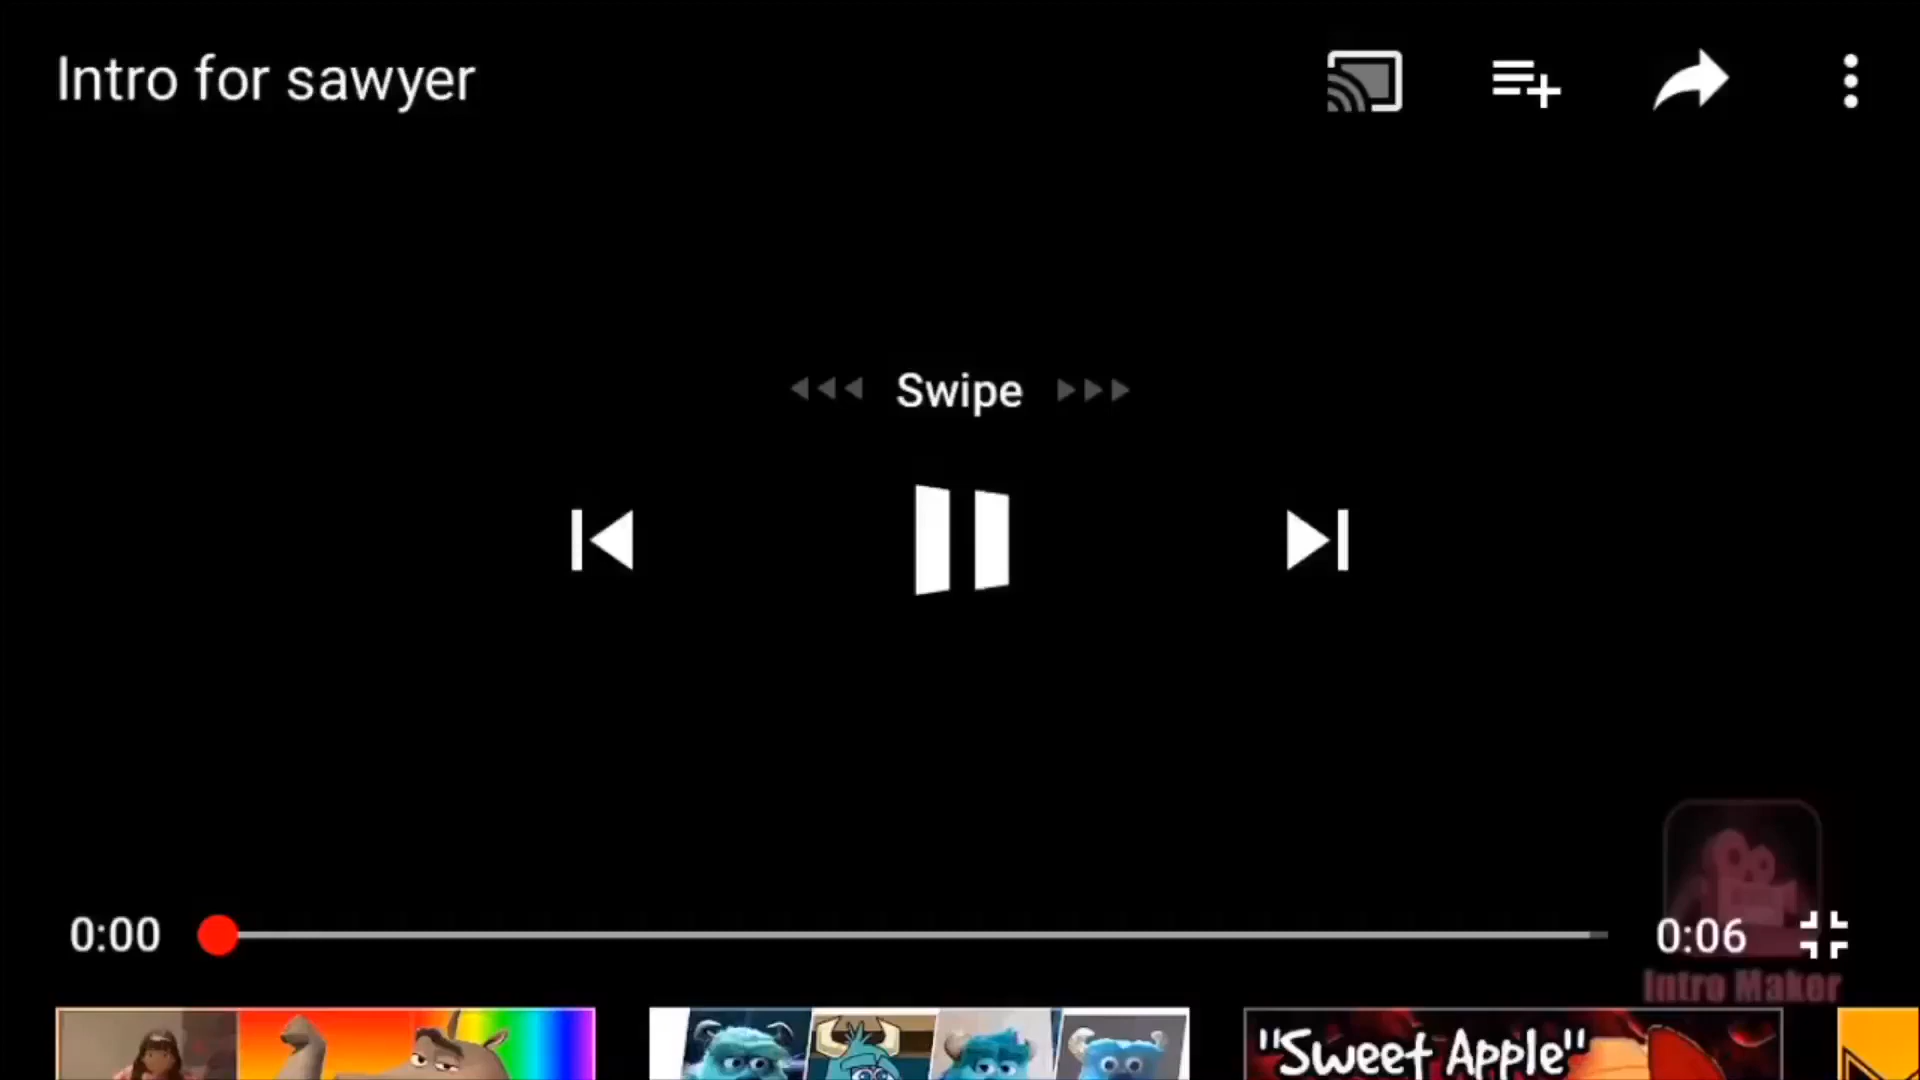 Intro for sawyer
Swipe
0:00
0:06
Intro Maker
"Sweet Apple"